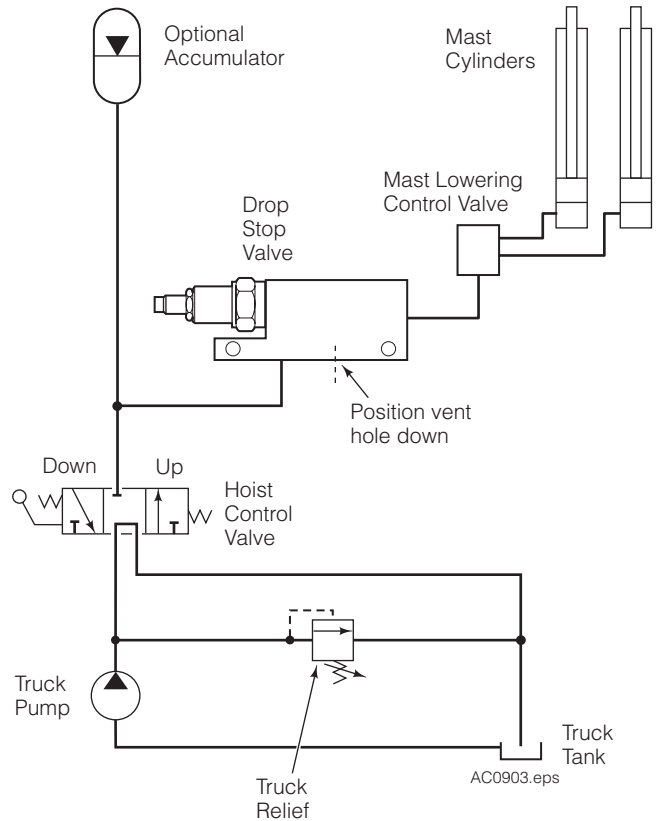 Optional
Accumulator
Mast
Cylinders
Mast Lowering
Control Valve
Drop
Stop
Valve
Position vent
hole down
Down
Up
Hoist
Control
Valve
Truck
Pump
Truck
Tank
AC0903.eps
Truck
Relief